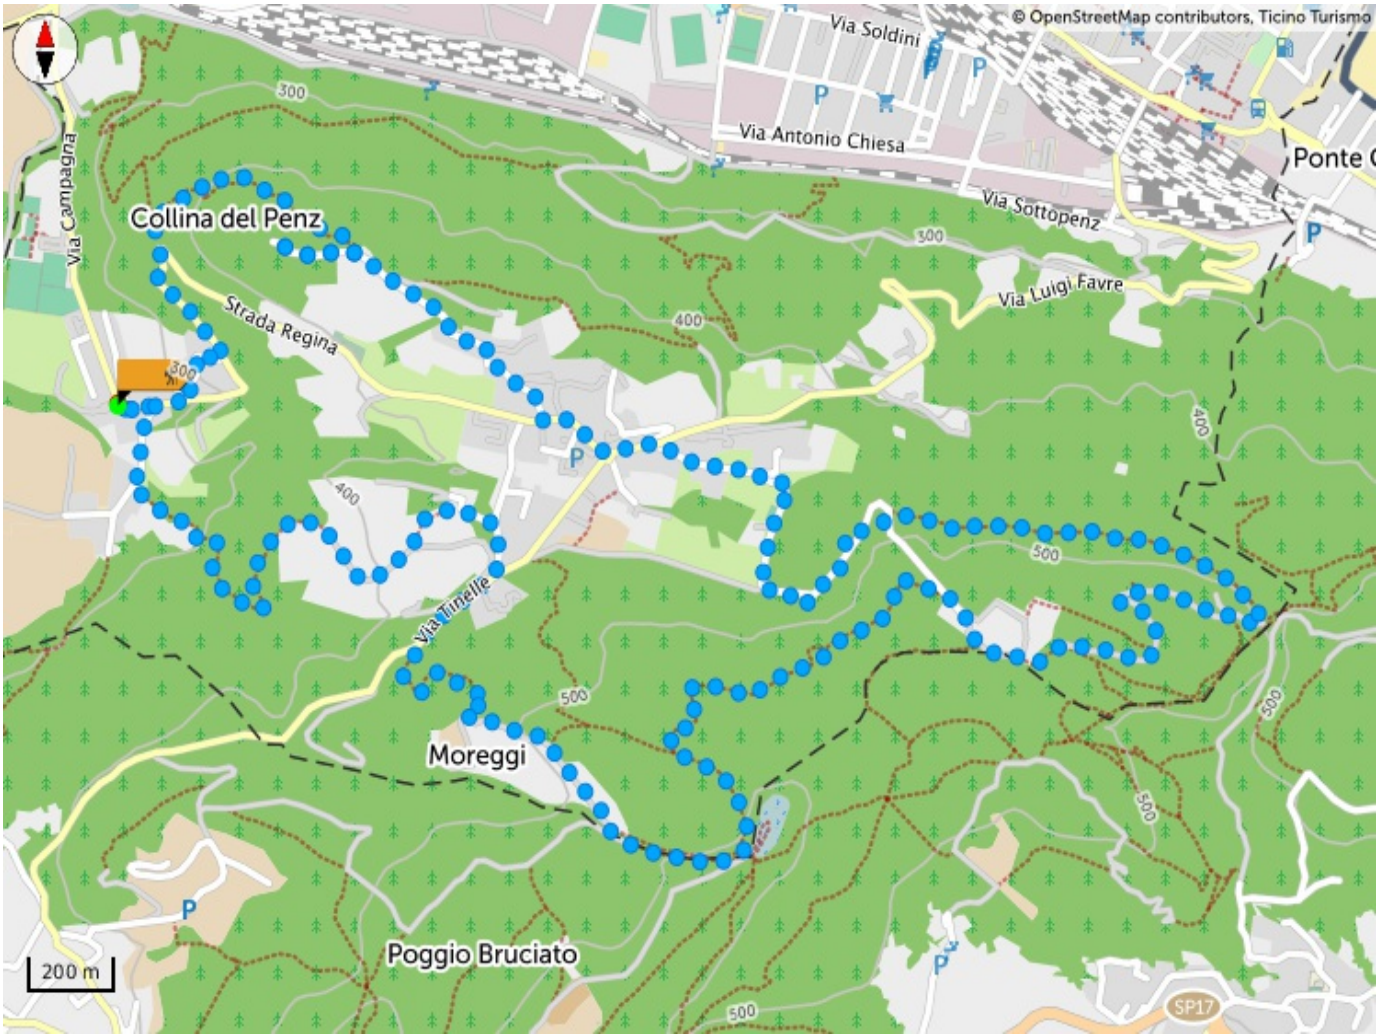 © OpenStreetMap contributors, Ticino Turismo
Via Soldini
P
P
300
Via Antonio Chiesa
Ponte C
Via Campagna
Collina del Penz
Via Sottopenz
P
300
Via Luigi Favre
Strada Regina
400
300
400
P
400
500
Via Tinelle
500
500
Moreggi
500
P
Poggio Bruciato
P
200 m
500
SP17